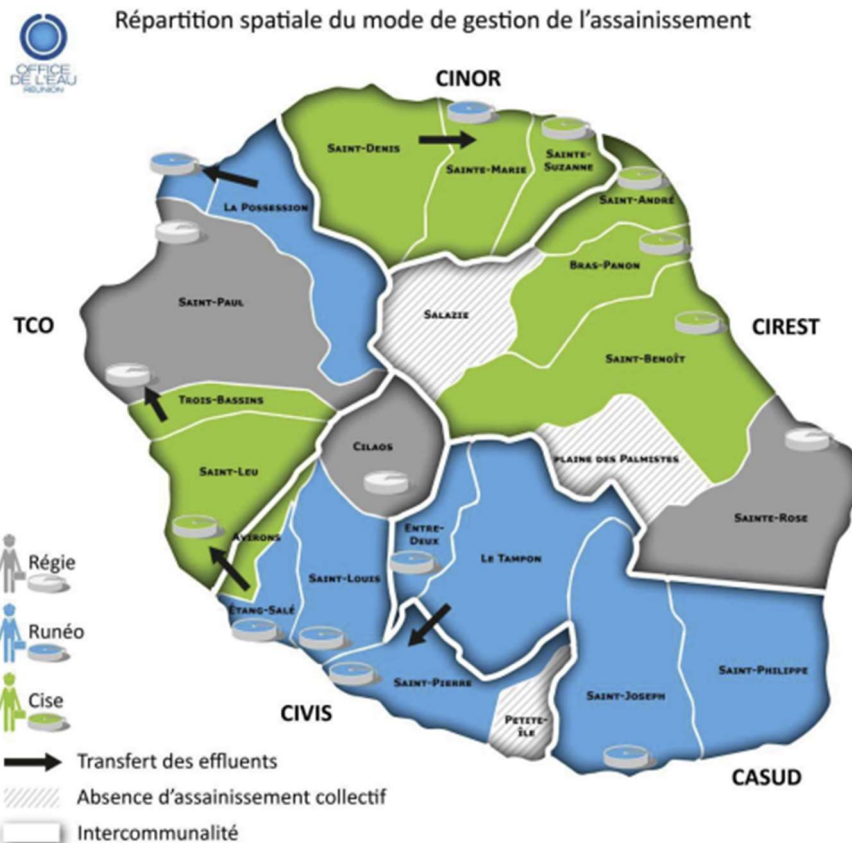 Répartition spatiale du mode de gestion de l'assainissement
OFFICE
DE L'EAU
RÉUNION
CINOR
SAINT-DENIS
SAINTE-MARIE
SAINTE-
SUZANNE
SAINT-ANDRÉ
LA POSSESSION
BRAS-PANON
SAINT-PAUL
SALAZIE
TCO
CIREST
SAINT-BENOÎT
TROIS-BASSINS
CILAOS
PLAINE DES PALMISTES
SAINT-LEU
SAINTE-ROSE
AVIRONS
ENTRE-
DEUX
LE TAMPON
SAINT-LOUIS
ÉTANG-SALÉ
SAINT-PIERRE
SAINT-PHILIPPE
SAINT-JOSEPH
PETITE-
ÎLE
CIVIS
CASUD
Régie
Runéo
Cise
Transfert des effluents
Absence d'assainissement collectif
Intercommunalité